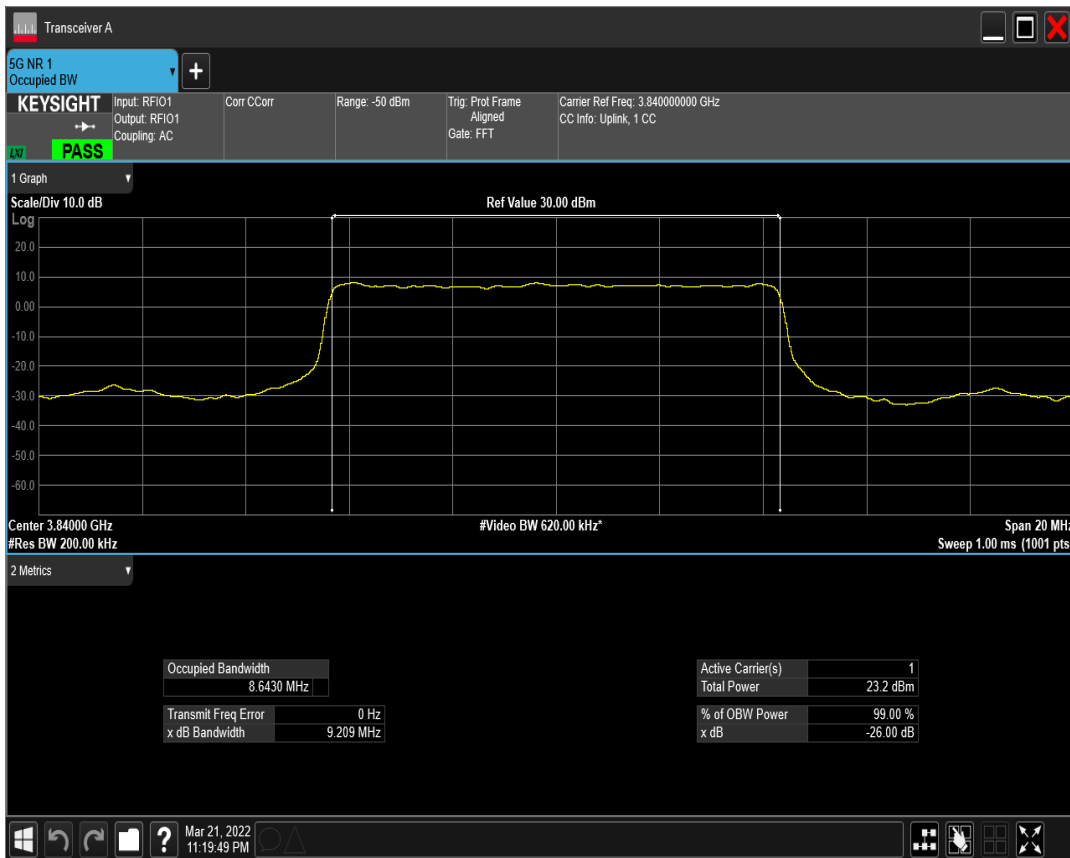 Transceiver A
5G NR 1
Occupied BW
+
KEYSIGHT
LXI
PASS
Input: RFIO1
Output: RFIO1
Coupling: AC
Corr CCorr
Range: -50 dBm
Trig: Prot Frame
Aligned
Gate: FFT
Carrier Ref Freq: 3.840000000 GHz
CC Info: Uplink, 1 CC
1 Graph
Scale/Div 10.0 dB
Ref Value 30.00 dBm
Log
20.0
10.0
0.00
-10.0
-20.0
-30.0
-40.0
-50.0
-60.0
Center 3.84000 GHz
#Video BW 620.00 kHz*
Span 20 MHz
#Res BW 200.00 kHz
Sweep 1.00 ms (1001 pts
2 Metrics
Occupied Bandwidth
8.6430 MHz
Transmit Freq Error 0 Hz
x dB Bandwidth 9.209 MHz
Active Carrier(s) 1
Total Power 23.2 dBm
% of OBW Power 99.00 %
x dB -26.00 dB
?
Mar 21, 2022
11:19:49 PM